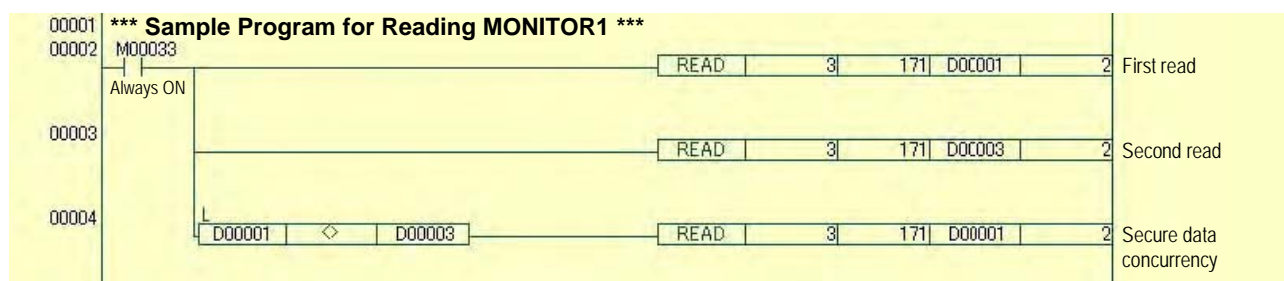 00001 *** Sample Program for Reading MONITOR1 ***
00002 M00033
READ 3 171 D00001 2 First read
Always ON
00003
READ 3 171 D00003 2 Second read
00004 L
D00001 <> D00003 READ 3 171 D00001 2 Secure data
concurrency